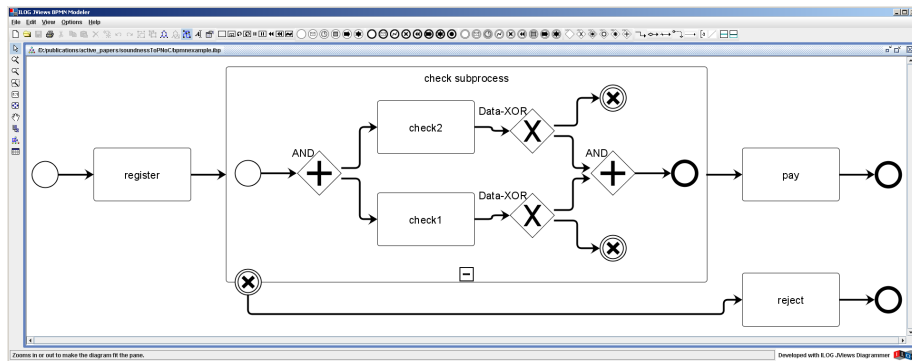 ILOG JViews BPMN Modeler
File Edit View Options Help
D:/publications/active_papers/soundnessToPNoC/bpmnexample.ibp
check subprocess
check2
Data-XOR
AND
AND
register
pay
Data-XOR
check1
reject
Zooms in or out to make the diagram fit the pane.
Developed with ILOG JViews Diagrammer